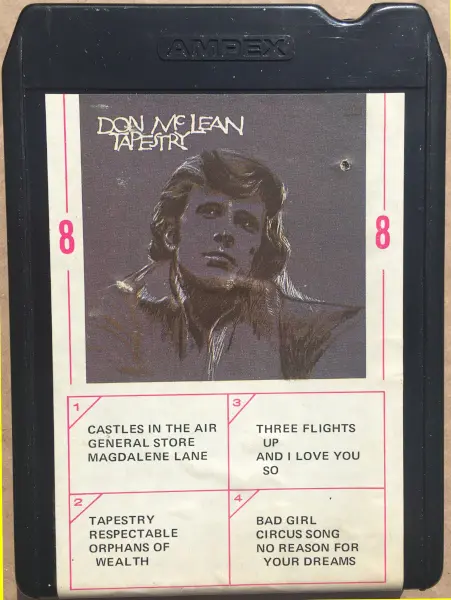 AMPEX
DON McLEAN
TAPESTRY
8 8
1
CASTLES IN THE AIR
GENERAL STORE
MAGDALENE LANE
2
TAPESTRY
RESPECTABLE
ORPHANS OF
WEALTH
3
THREE FLIGHTS
UP
AND I LOVE YOU
SO
4
BAD GIRL
CIRCUS SONG
NO REASON FOR
YOUR DREAMS